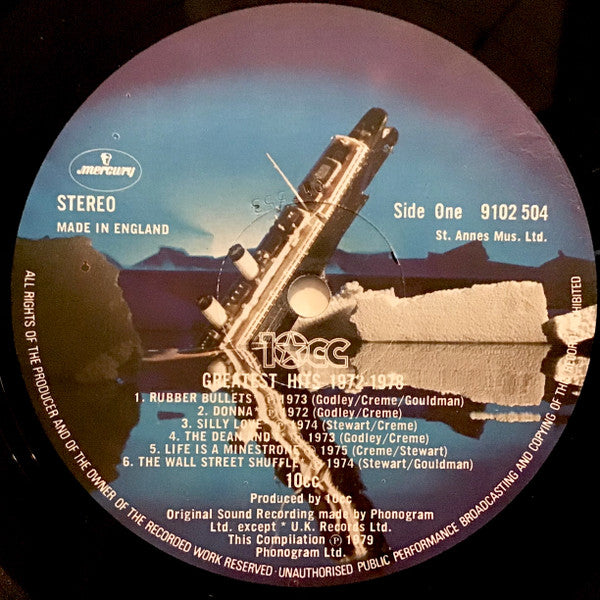 mercury
STEREO
MADE IN ENGLAND
Side One 9102 504
St. Annes Mus. Ltd.
10cc
GREATEST HITS 1972-1978
1. RUBBER BULLETS * ℗ 1973 (Godley/Creme/Gouldman)
2. DONNA* ℗ 1972 (Godley/Creme)
3. SILLY LOVE * ℗ 1974 (Stewart/Creme)
4. THE DEAN AND I * ℗ 1973 (Godley/Creme)
5. LIFE IS A MINESTRONE ℗ 1975 (Creme/Stewart)
6. THE WALL STREET SHUFFLE * ℗ 1974 (Stewart/Gouldman)
10cc
Produced by 10cc
Original Sound Recording made by Phonogram
Ltd. except * U.K. Records Ltd.
This Compilation ℗ 1979
Phonogram Ltd.
ALL RIGHTS OF THE PRODUCER AND OF THE OWNER OF THE RECORDED WORK RESERVED · UNAUTHORISED PUBLIC PERFORMANCE BROADCASTING AND COPYING OF THE RECORD PROHIBITED